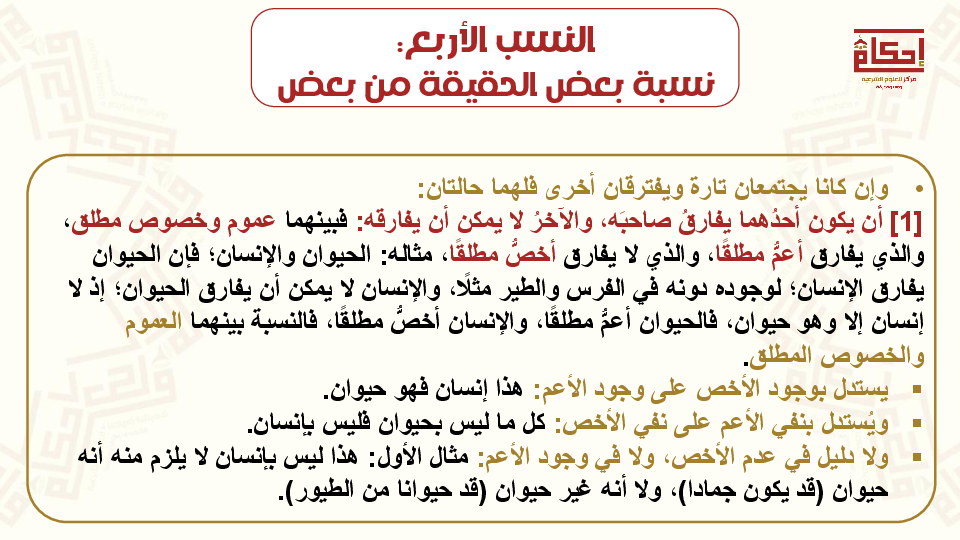 النسب الأربع:
نسبة بعض الحقيقة من بعض
إحكام
مركز للعلوم الشرعية
• وإن كانا يجتمعان تارة ويفترقان أخرى فلهما حالتان:
[1] أن يكون أحدُهما يفارقُ صاحبَه، والآخرُ لا يمكن أن يفارقه: فبينهما عموم وخصوص مطلق،
والذي يفارق أعمُّ مطلقًا، والذي لا يفارق أخصُّ مطلقًا، مثاله: الحيوان والإنسان؛ فإن الحيوان
يفارق الإنسان؛ لوجوده دونه في الفرس والطير مثلًا، والإنسان لا يمكن أن يفارق الحيوان؛ إذ لا
إنسان إلا وهو حيوان، فالحيوان أعمُّ مطلقًا، والإنسان أخصُّ مطلقًا، فالنسبة بينهما العموم
والخصوص المطلق.
▪ يستدل بوجود الأخص على وجود الأعم: هذا إنسان فهو حيوان.
▪ ويُستدل بنفي الأعم على نفي الأخص: كل ما ليس بحيوان فليس بإنسان.
▪ ولا دليل في عدم الأخص، ولا في وجود الأعم: مثال الأول: هذا ليس بإنسان لا يلزم منه أنه
حيوان (قد يكون جمادا)، ولا أنه غير حيوان (قد حيوانا من الطيور).